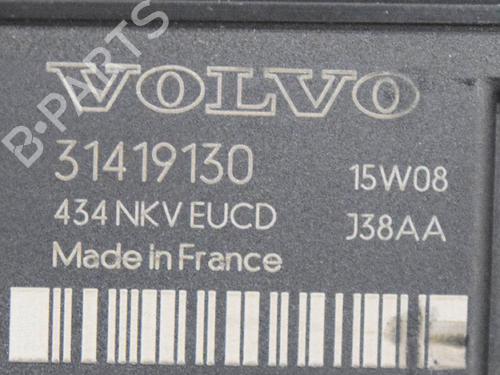 B-PARTS
VOLVO
31419130 15W08
434 NKV EUCD J38AA
Made in France